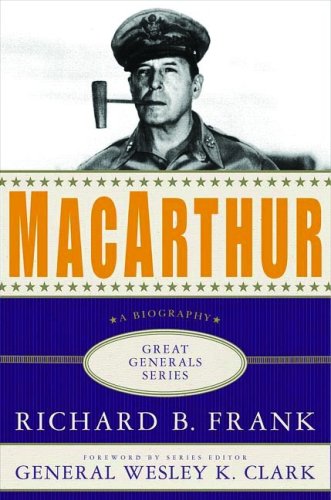 MACARTHUR
A BIOGRAPHY
GREAT
GENERALS
SERIES
RICHARD B. FRANK
FOREWORD BY SERIES EDITOR
GENERAL WESLEY K. CLARK